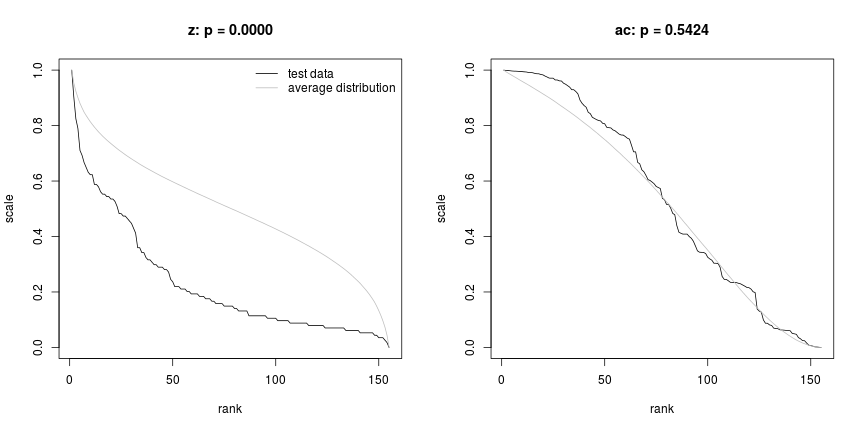 z: p = 0.0000
test data
average distribution
scale
0.0 0.2 0.4 0.6 0.8 1.0
0 50 100 150
rank
ac: p = 0.5424
scale
0.0 0.2 0.4 0.6 0.8 1.0
0 50 100 150
rank